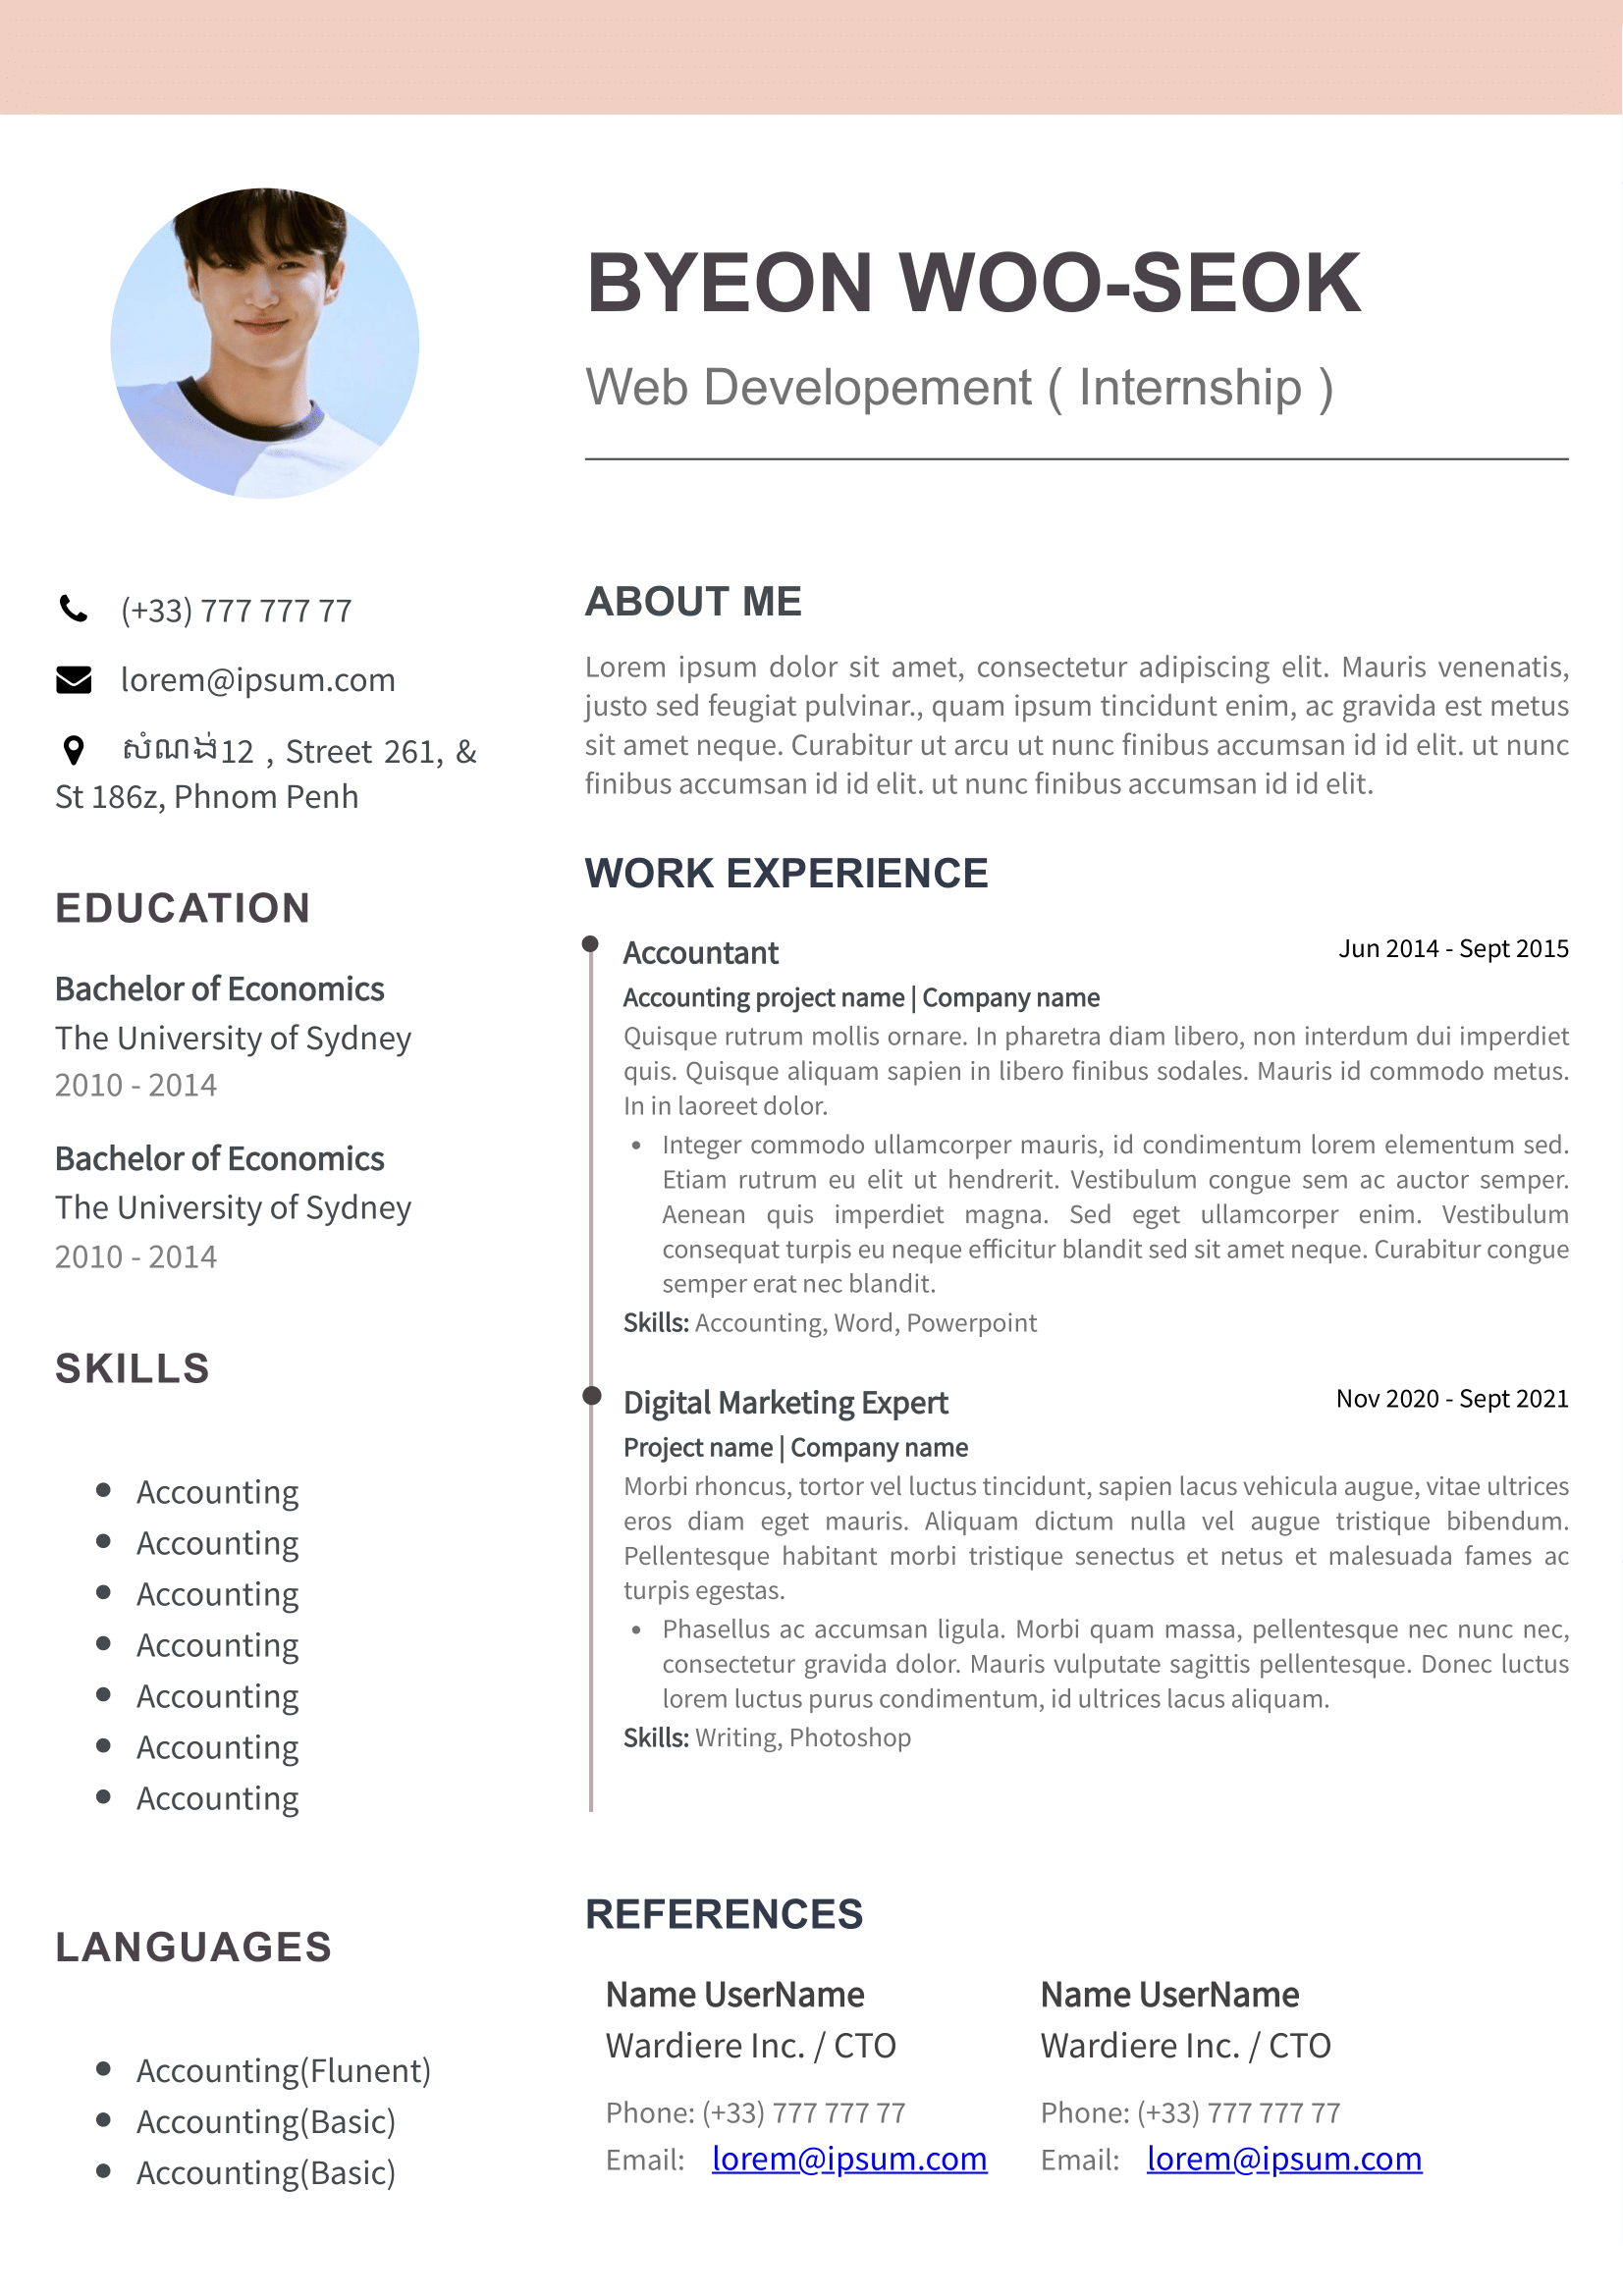 BYEON WOO-SEOK
Web Developement ( Internship )
(+33) 777 777 77
lorem@ipsum.com
សំណង់12 , Street 261, &
St 186z, Phnom Penh
EDUCATION
Bachelor of Economics
The University of Sydney
2010 - 2014
Bachelor of Economics
The University of Sydney
2010 - 2014
SKILLS
Accounting
Accounting
Accounting
Accounting
Accounting
Accounting
Accounting
LANGUAGES
Accounting(Flunent)
Accounting(Basic)
Accounting(Basic)
ABOUT ME
Lorem ipsum dolor sit amet, consectetur adipiscing elit. Mauris venenatis,
justo sed feugiat pulvinar., quam ipsum tincidunt enim, ac gravida est metus
sit amet neque. Curabitur ut arcu ut nunc finibus accumsan id id elit. ut nunc
finibus accumsan id id elit. ut nunc finibus accumsan id id elit.
WORK EXPERIENCE
Accountant Jun 2014 - Sept 2015
Accounting project name | Company name
Quisque rutrum mollis ornare. In pharetra diam libero, non interdum dui imperdiet
quis. Quisque aliquam sapien in libero finibus sodales. Mauris id commodo metus.
In in laoreet dolor.
• Integer commodo ullamcorper mauris, id condimentum lorem elementum sed.
Etiam rutrum eu elit ut hendrerit. Vestibulum congue sem ac auctor semper.
Aenean quis imperdiet magna. Sed eget ullamcorper enim. Vestibulum
consequat turpis eu neque efficitur blandit sed sit amet neque. Curabitur congue
semper erat nec blandit.
Skills: Accounting, Word, Powerpoint
Digital Marketing Expert Nov 2020 - Sept 2021
Project name | Company name
Morbi rhoncus, tortor vel luctus tincidunt, sapien lacus vehicula augue, vitae ultrices
eros diam eget mauris. Aliquam dictum nulla vel augue tristique bibendum.
Pellentesque habitant morbi tristique senectus et netus et malesuada fames ac
turpis egestas.
• Phasellus ac accumsan ligula. Morbi quam massa, pellentesque nec nunc nec,
consectetur gravida dolor. Mauris vulputate sagittis pellentesque. Donec luctus
lorem luctus purus condimentum, id ultrices lacus aliquam.
Skills: Writing, Photoshop
REFERENCES
Name UserName
Wardiere Inc. / CTO
Phone: (+33) 777 777 77
Email: lorem@ipsum.com
Name UserName
Wardiere Inc. / CTO
Phone: (+33) 777 777 77
Email: lorem@ipsum.com